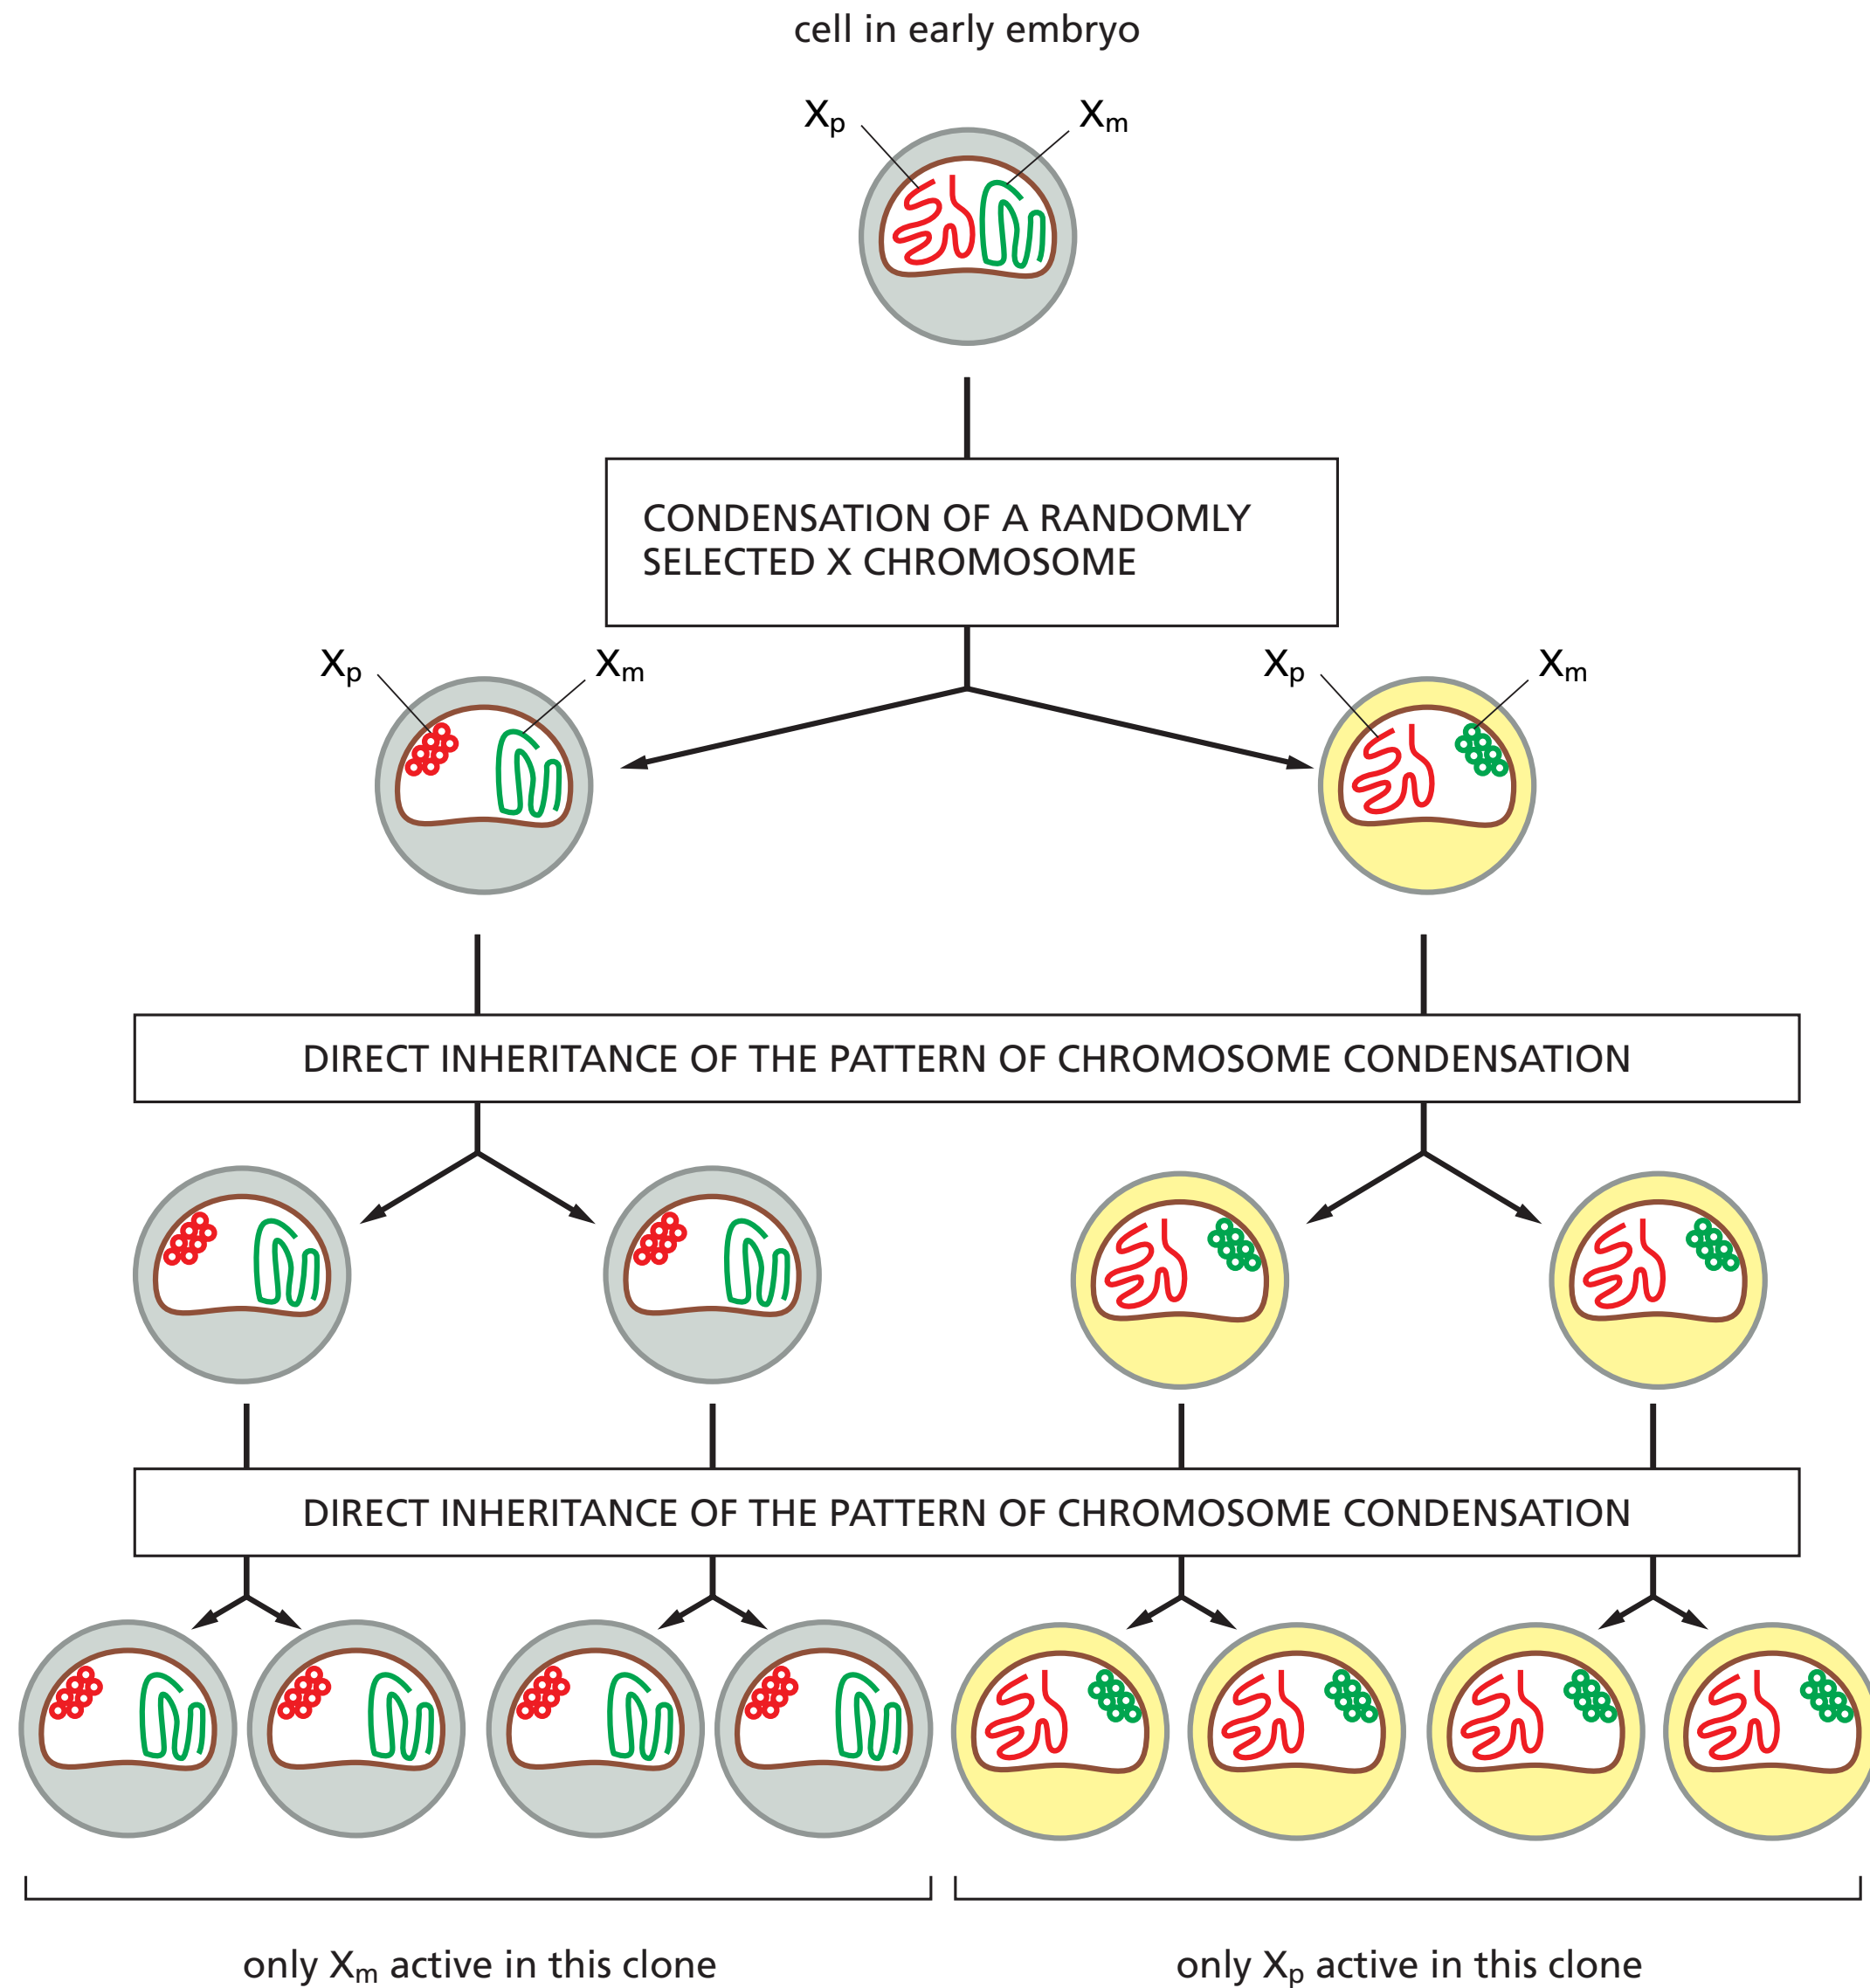 cell in early embryo
Xp Xm
CONDENSATION OF A RANDOMLY
SELECTED X CHROMOSOME
Xp Xm Xp Xm
DIRECT INHERITANCE OF THE PATTERN OF CHROMOSOME CONDENSATION
DIRECT INHERITANCE OF THE PATTERN OF CHROMOSOME CONDENSATION
only Xm active in this clone
only Xp active in this clone